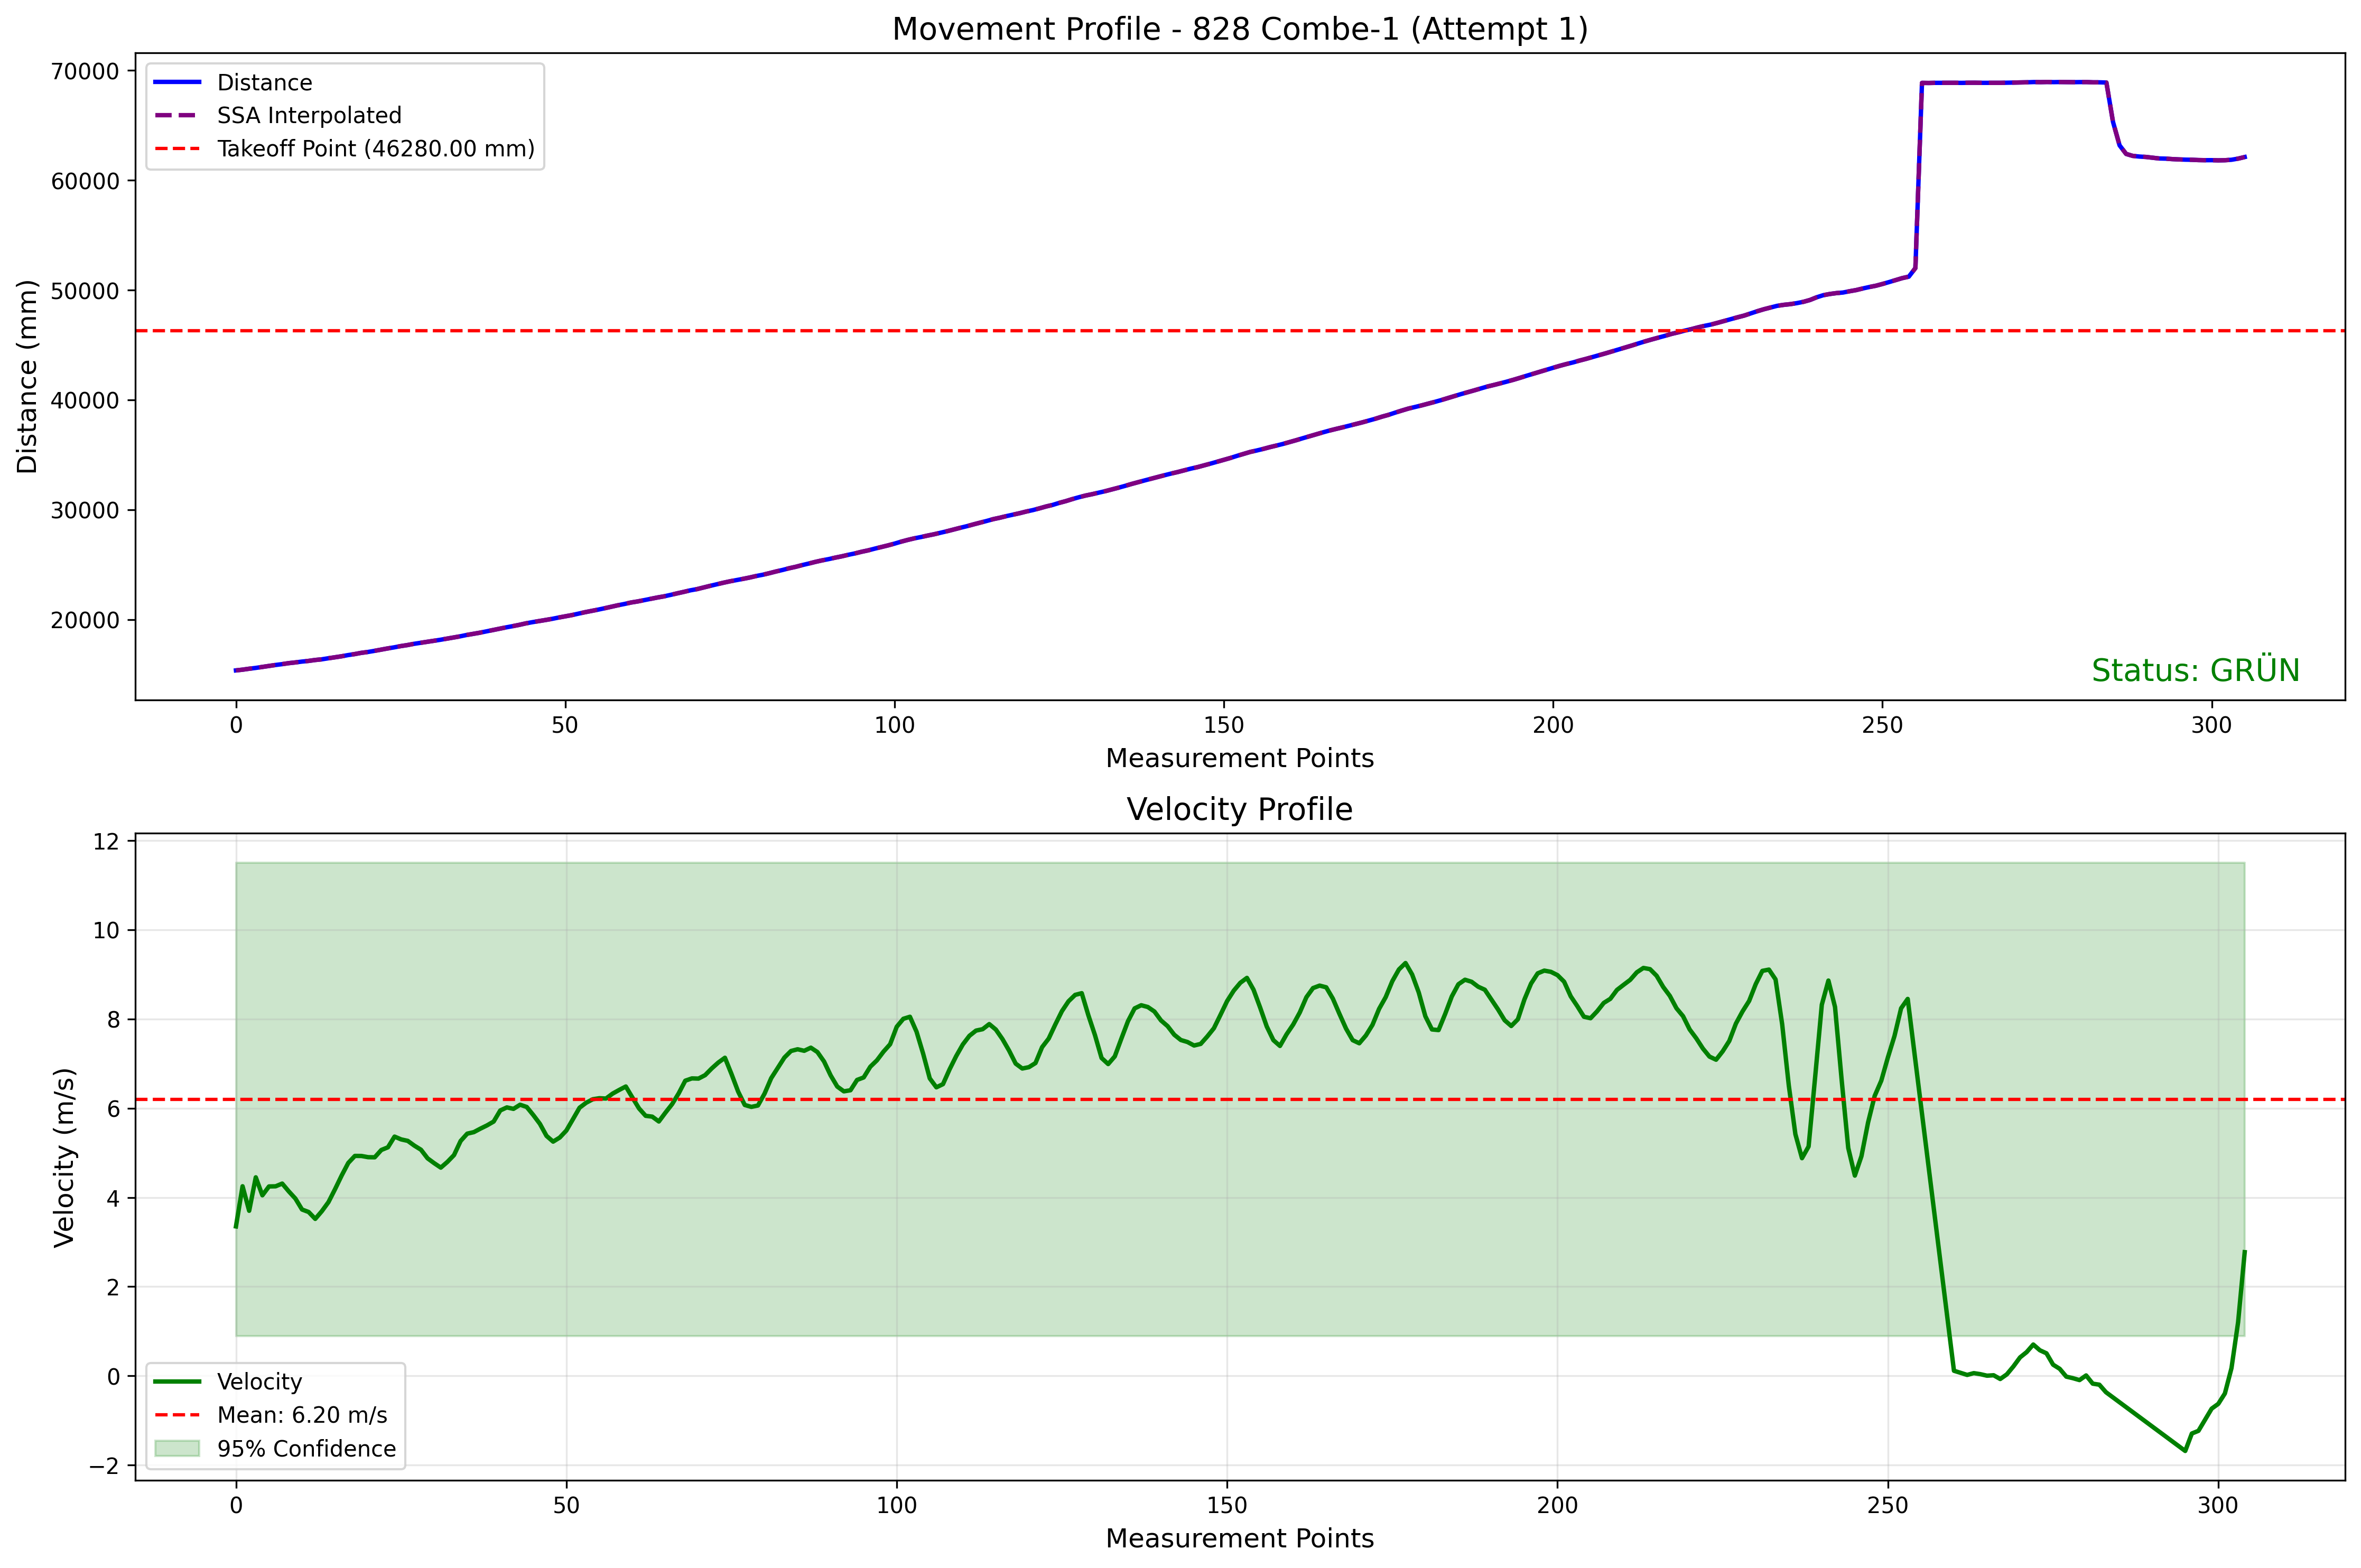 Movement Profile - 828 Combe-1 (Attempt 1)
Distance (mm)
70000
60000
50000
40000
30000
20000
Distance
SSA Interpolated
Takeoff Point (46280.00 mm)
Status: GRÜN
0 50 100 150 200 250 300
Measurement Points
Velocity Profile
Velocity (m/s)
12
10
8
6
4
2
0
−2
Velocity
Mean: 6.20 m/s
95% Confidence
0 50 100 150 200 250 300
Measurement Points